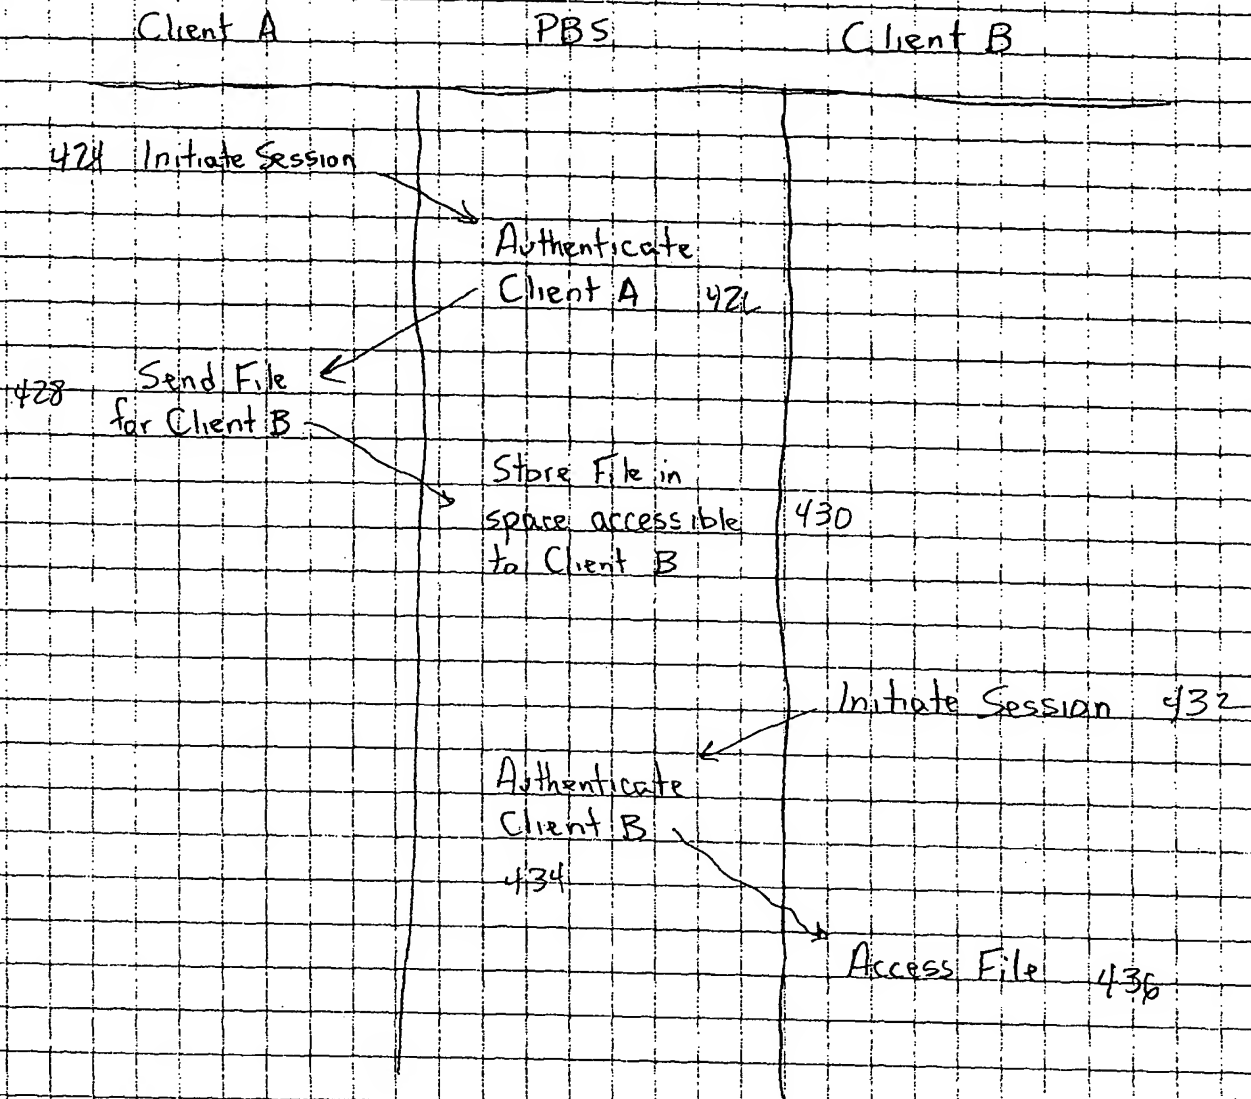 Client A PBS Client B
424 Initiate Session
Authenticate
Client A 426
Send File
428
for Client B
Store File in
space accessible 430
to Client B
Initiate Session 432
Authenticate
Client B
434
Access File 436